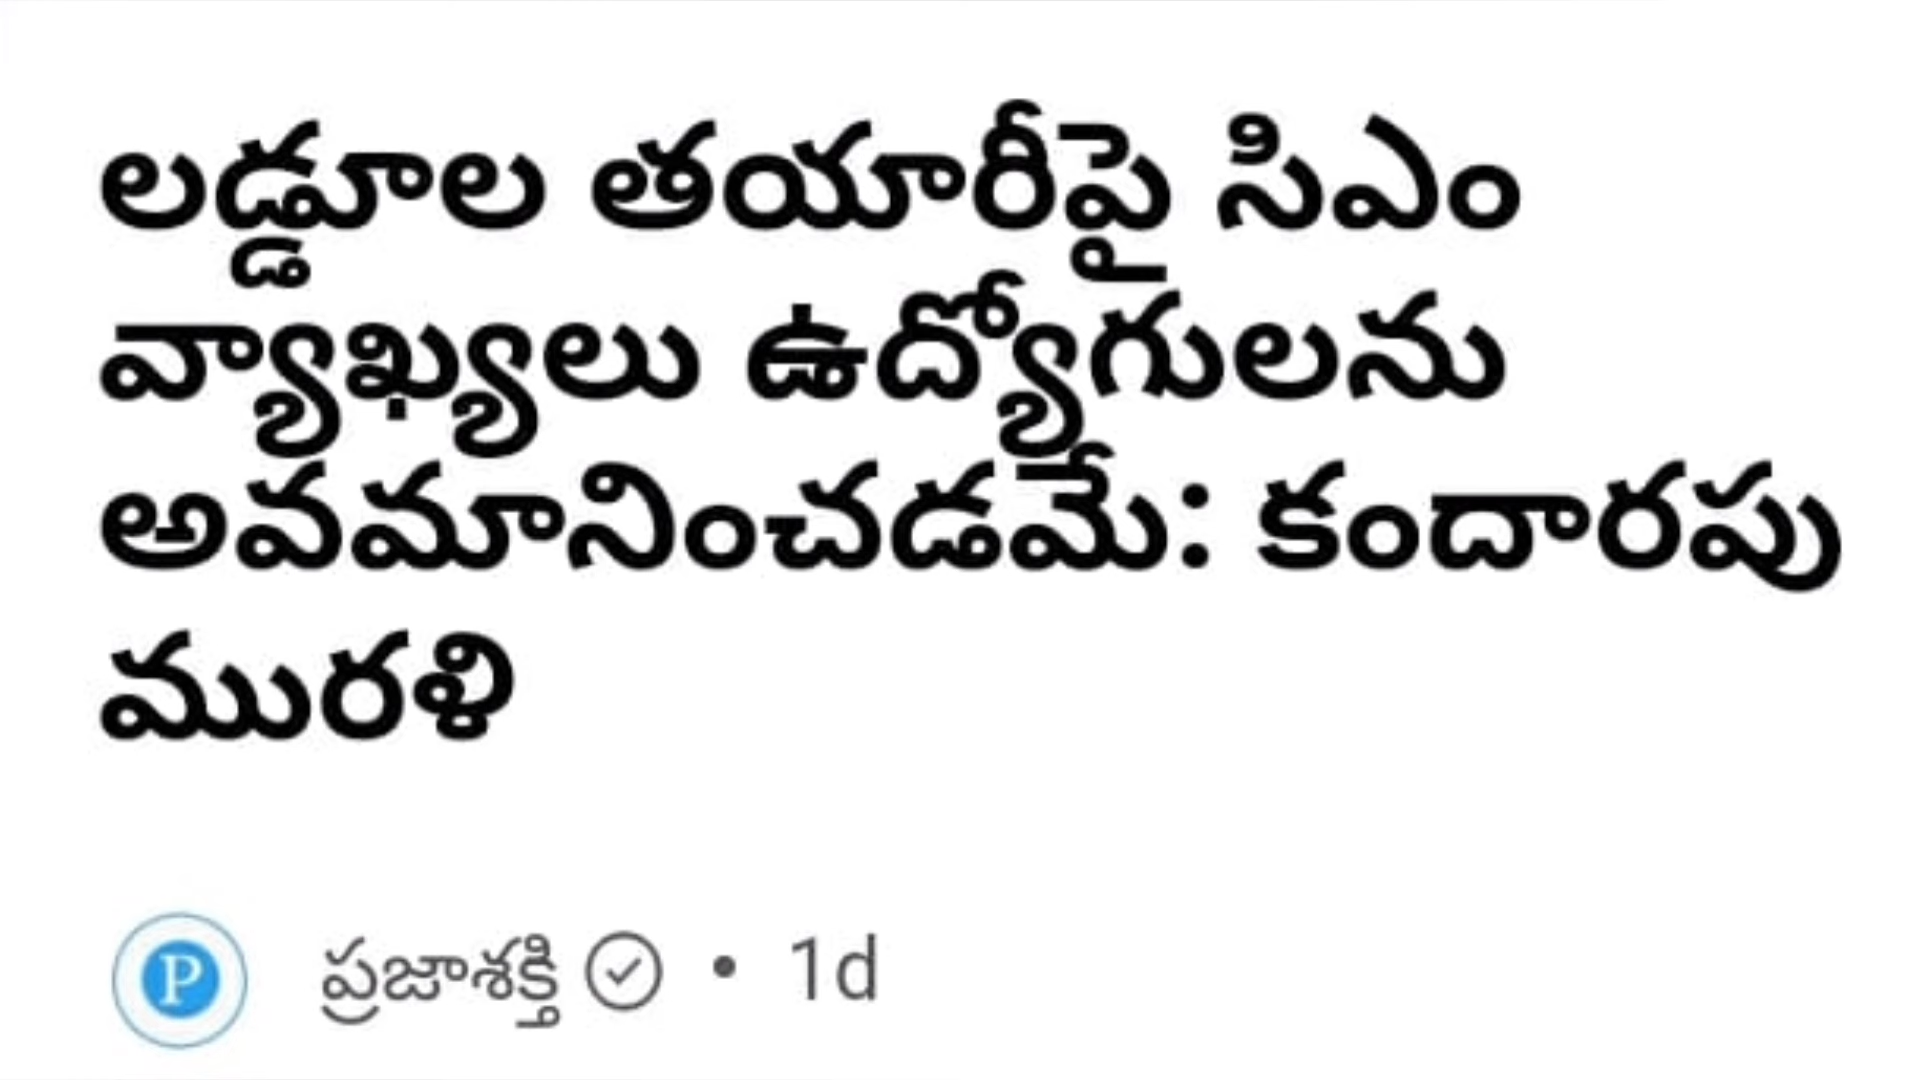 లడ్డూల తయారీపై సిఎం
వ్యాఖ్యలు ఉద్యోగులను
అవమానించడమే: కందారపు
మురళి
P ప్రజాశక్తి • 1d